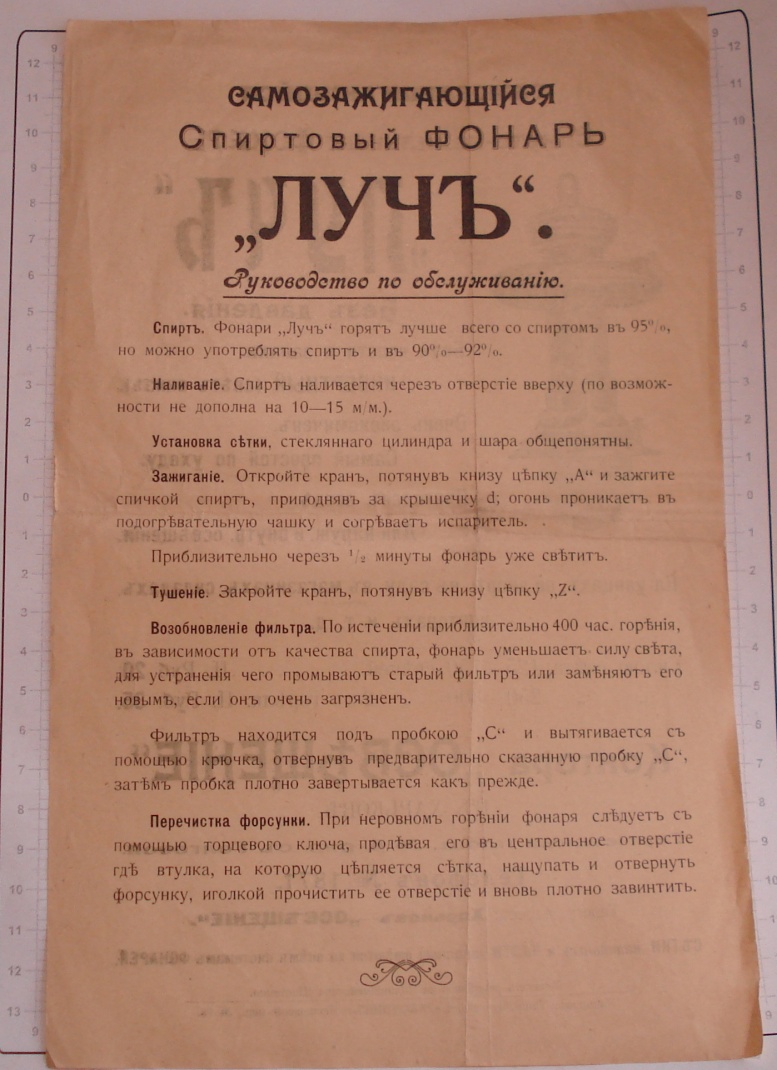 САМОЗАЖИГАЮЩІЙСЯ
Спиртовый ФОНАРЬ
„ЛУЧЪ“.
Руководство по обслуживанію.
Спиртъ. Фонари „Лучъ“ горятъ лучше всего со спиртомъ въ 95%,
но можно употреблять спиртъ и въ 90%—92%.
Наливаніе. Спиртъ наливается черезъ отверстіе вверху (по возмож-
ности не дополна на 10—15 м/м.).
Установка сѣтки, стекляннаго цилиндра и шара общепонятны.
Зажиганіе. Откройте кранъ, потянувъ книзу цѣпку „А“ и зажгите
спичкой спиртъ, приподнявъ за крышечку d; огонь проникаетъ въ
подогрѣвательную чашку и согрѣваетъ испаритель.
Приблизительно черезъ 1/2 минуты фонарь уже свѣтитъ.
Тушеніе. Закройте кранъ, потянувъ книзу цѣпку „Z“.
Возобновленіе фильтра. По истеченіи приблизительно 400 час. горѣнія,
въ зависимости отъ качества спирта, фонарь уменьшаетъ силу свѣта,
для устраненія чего промываютъ старый фильтръ или замѣняютъ его
новымъ, если онъ очень загрязненъ.
Фильтръ находится подъ пробкою „С“ и вытягивается съ
помощью крючка, отвернувъ предварительно сказанную пробку „С“,
затѣмъ пробка плотно завертывается какъ прежде.
Перечистка форсунки. При неровномъ горѣніи фонаря слѣдуетъ съ
помощью торцевого ключа, продѣвая его въ центральное отверстіе
гдѣ втулка, на которую цѣпляется сѣтка, нащупать и отвернуть
форсунку, иголкой прочистить ее отверстіе и вновь плотно завинтить.